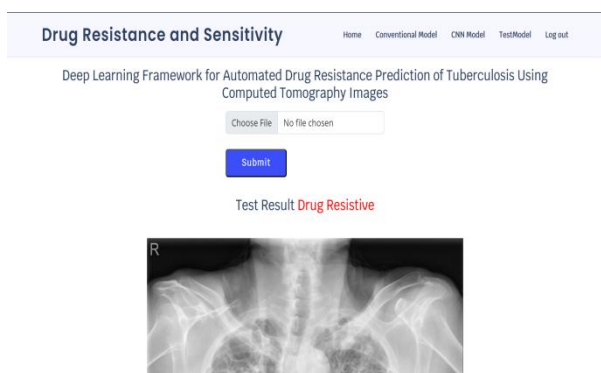 Drug Resistance and Sensitivity
Home Conventional Model CNN Model TestModel Log out
Deep Learning Framework for Automated Drug Resistance Prediction of Tuberculosis Using
Computed Tomography Images
Choose File No file chosen
Submit
Test Result Drug Resistive
R